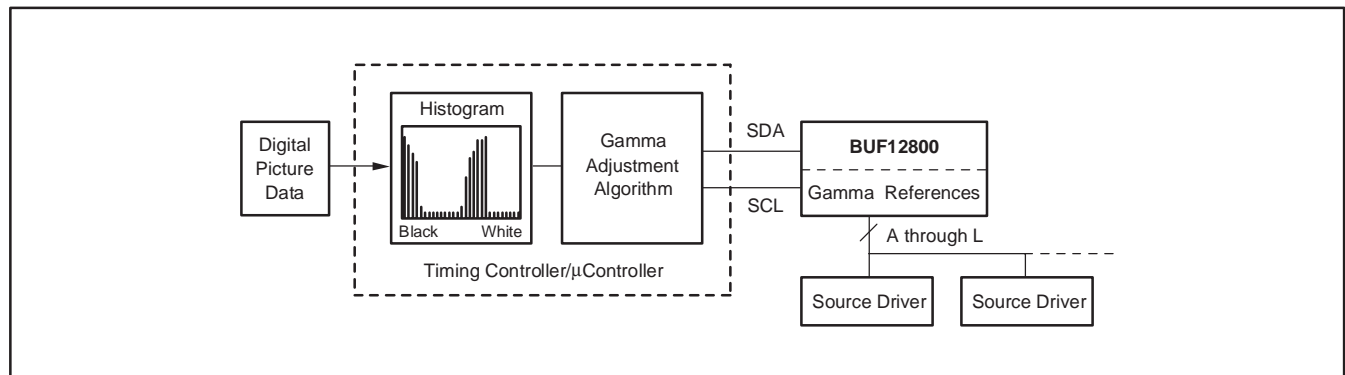 Digital
Picture
Data
Histogram
Black White
Gamma
Adjustment
Algorithm
Timing Controller/μController
SDA
SCL
BUF12800
Gamma References
A through L
Source Driver
Source Driver